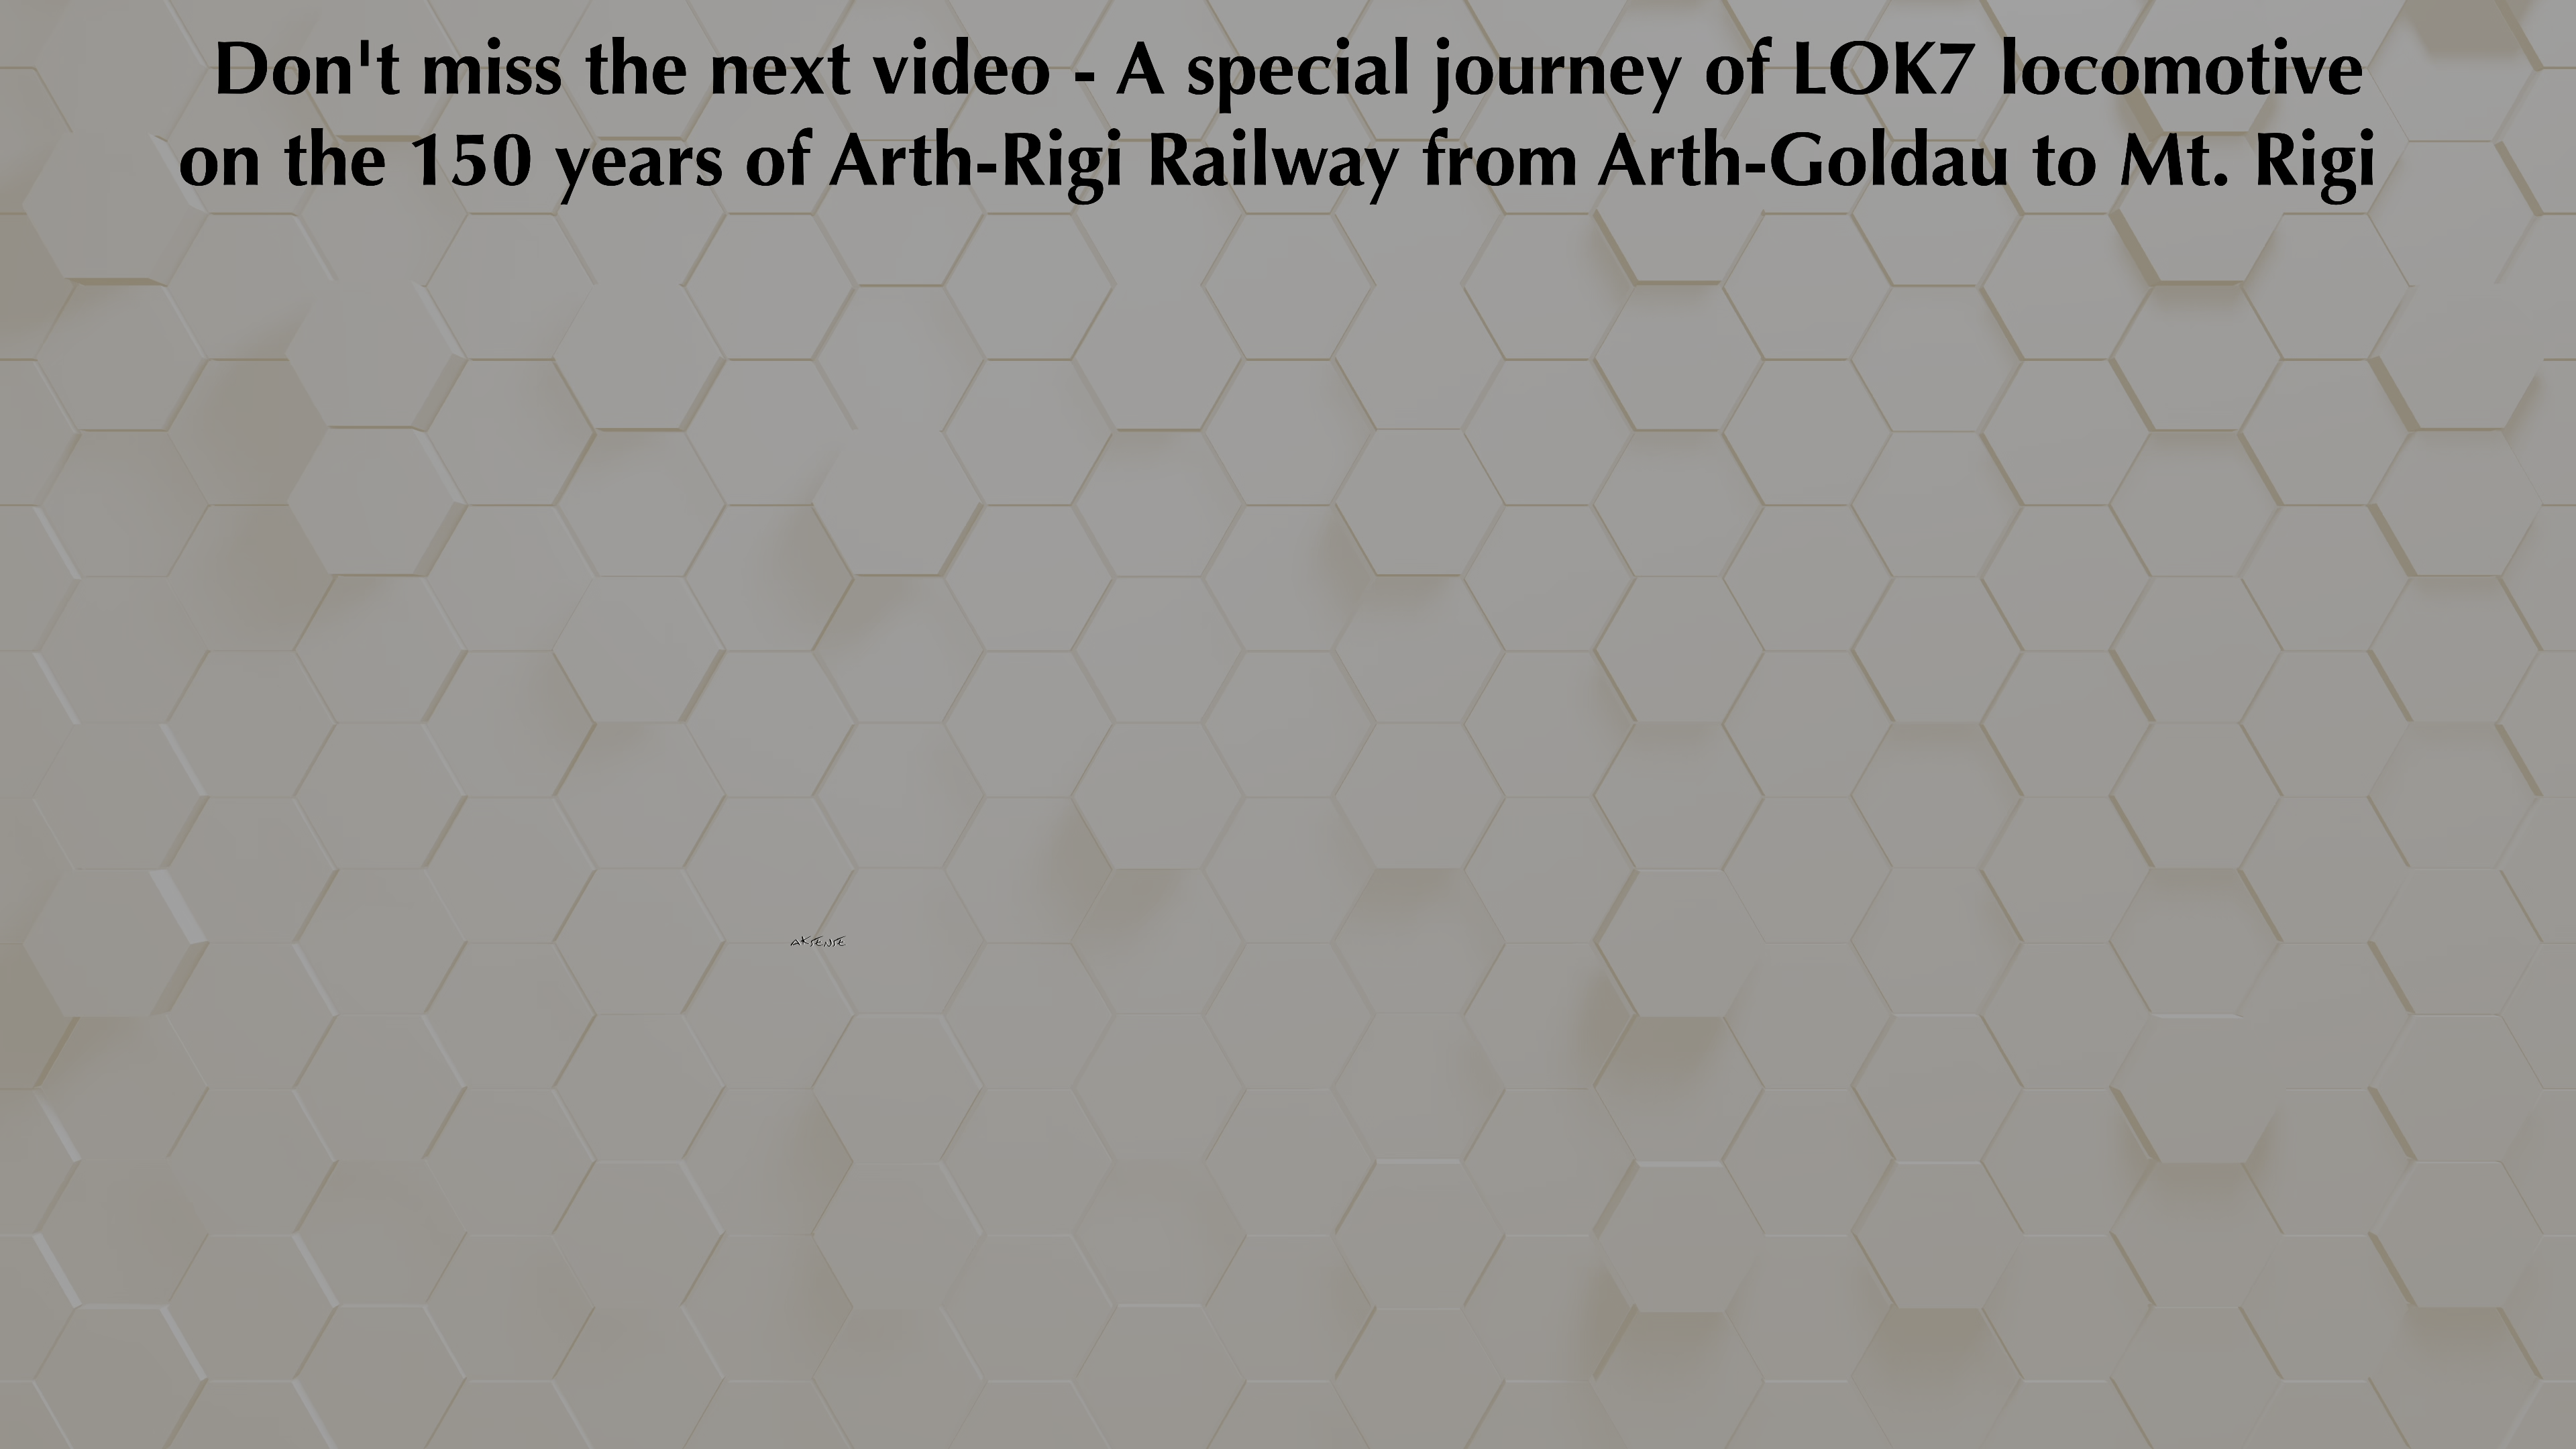 Don't miss the next video - A special journey of LOK7 locomotive
on the 150 years of Arth-Rigi Railway from Arth-Goldau to Mt. Rigi